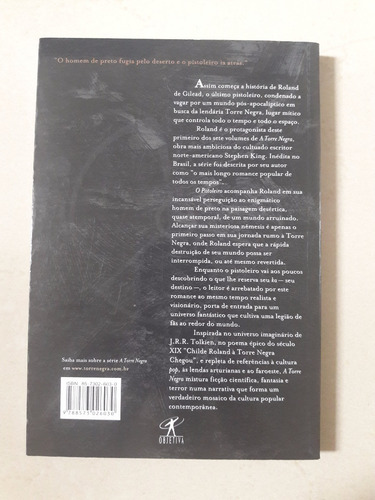 "O homem de preto fugia pelo deserto e o pistoleiro ia atrás."
Assim começa a história de Roland
de Gilead, o último pistoleiro, condenado a
vagar por um mundo pós-apocalíptico em
busca da lendária Torre Negra, lugar mítico
que controla todo o tempo e todo o espaço.
Roland é o protagonista deste
primeiro dos sete volumes de A Torre Negra,
obra mais ambiciosa do cultuado escritor
norte-americano Stephen King. Inédita no
Brasil, a série foi descrita por seu autor
como "o mais longo romance popular de
todos os tempos".
O Pistoleiro acompanha Roland em sua
incansável perseguição ao enigmático
homem de preto na paisagem desértica,
quase atemporal, de um mundo arruinado.
Alcançar sua misteriosa nêmesis é apenas o
primeiro passo em sua jornada rumo à Torre
Negra, onde Roland espera que a rápida
destruição de seu mundo possa ser
interrompida, ou até mesmo revertida.
Enquanto o pistoleiro vai aos poucos
descobrindo o que lhe reserva seu ka — seu
destino —, o leitor é arrebatado por este
romance ao mesmo tempo realista e
visionário, porta de entrada para um
universo fantástico que cultiva uma legião de
fãs ao redor do mundo.
Inspirada no universo imaginário de
J.R.R. Tolkien, no poema épico do século
XIX "Childe Roland à Torre Negra
Chegou", e repleta de referências à cultura
pop, às lendas arturianas e ao faroeste, A Torre
Negra mistura ficção científica, fantasia e
terror numa narrativa que forma um
verdadeiro mosaico da cultura popular
contemporânea.
Saiba mais sobre a série A Torre Negra
em www.torrenegra.com.br
OBJETIVA